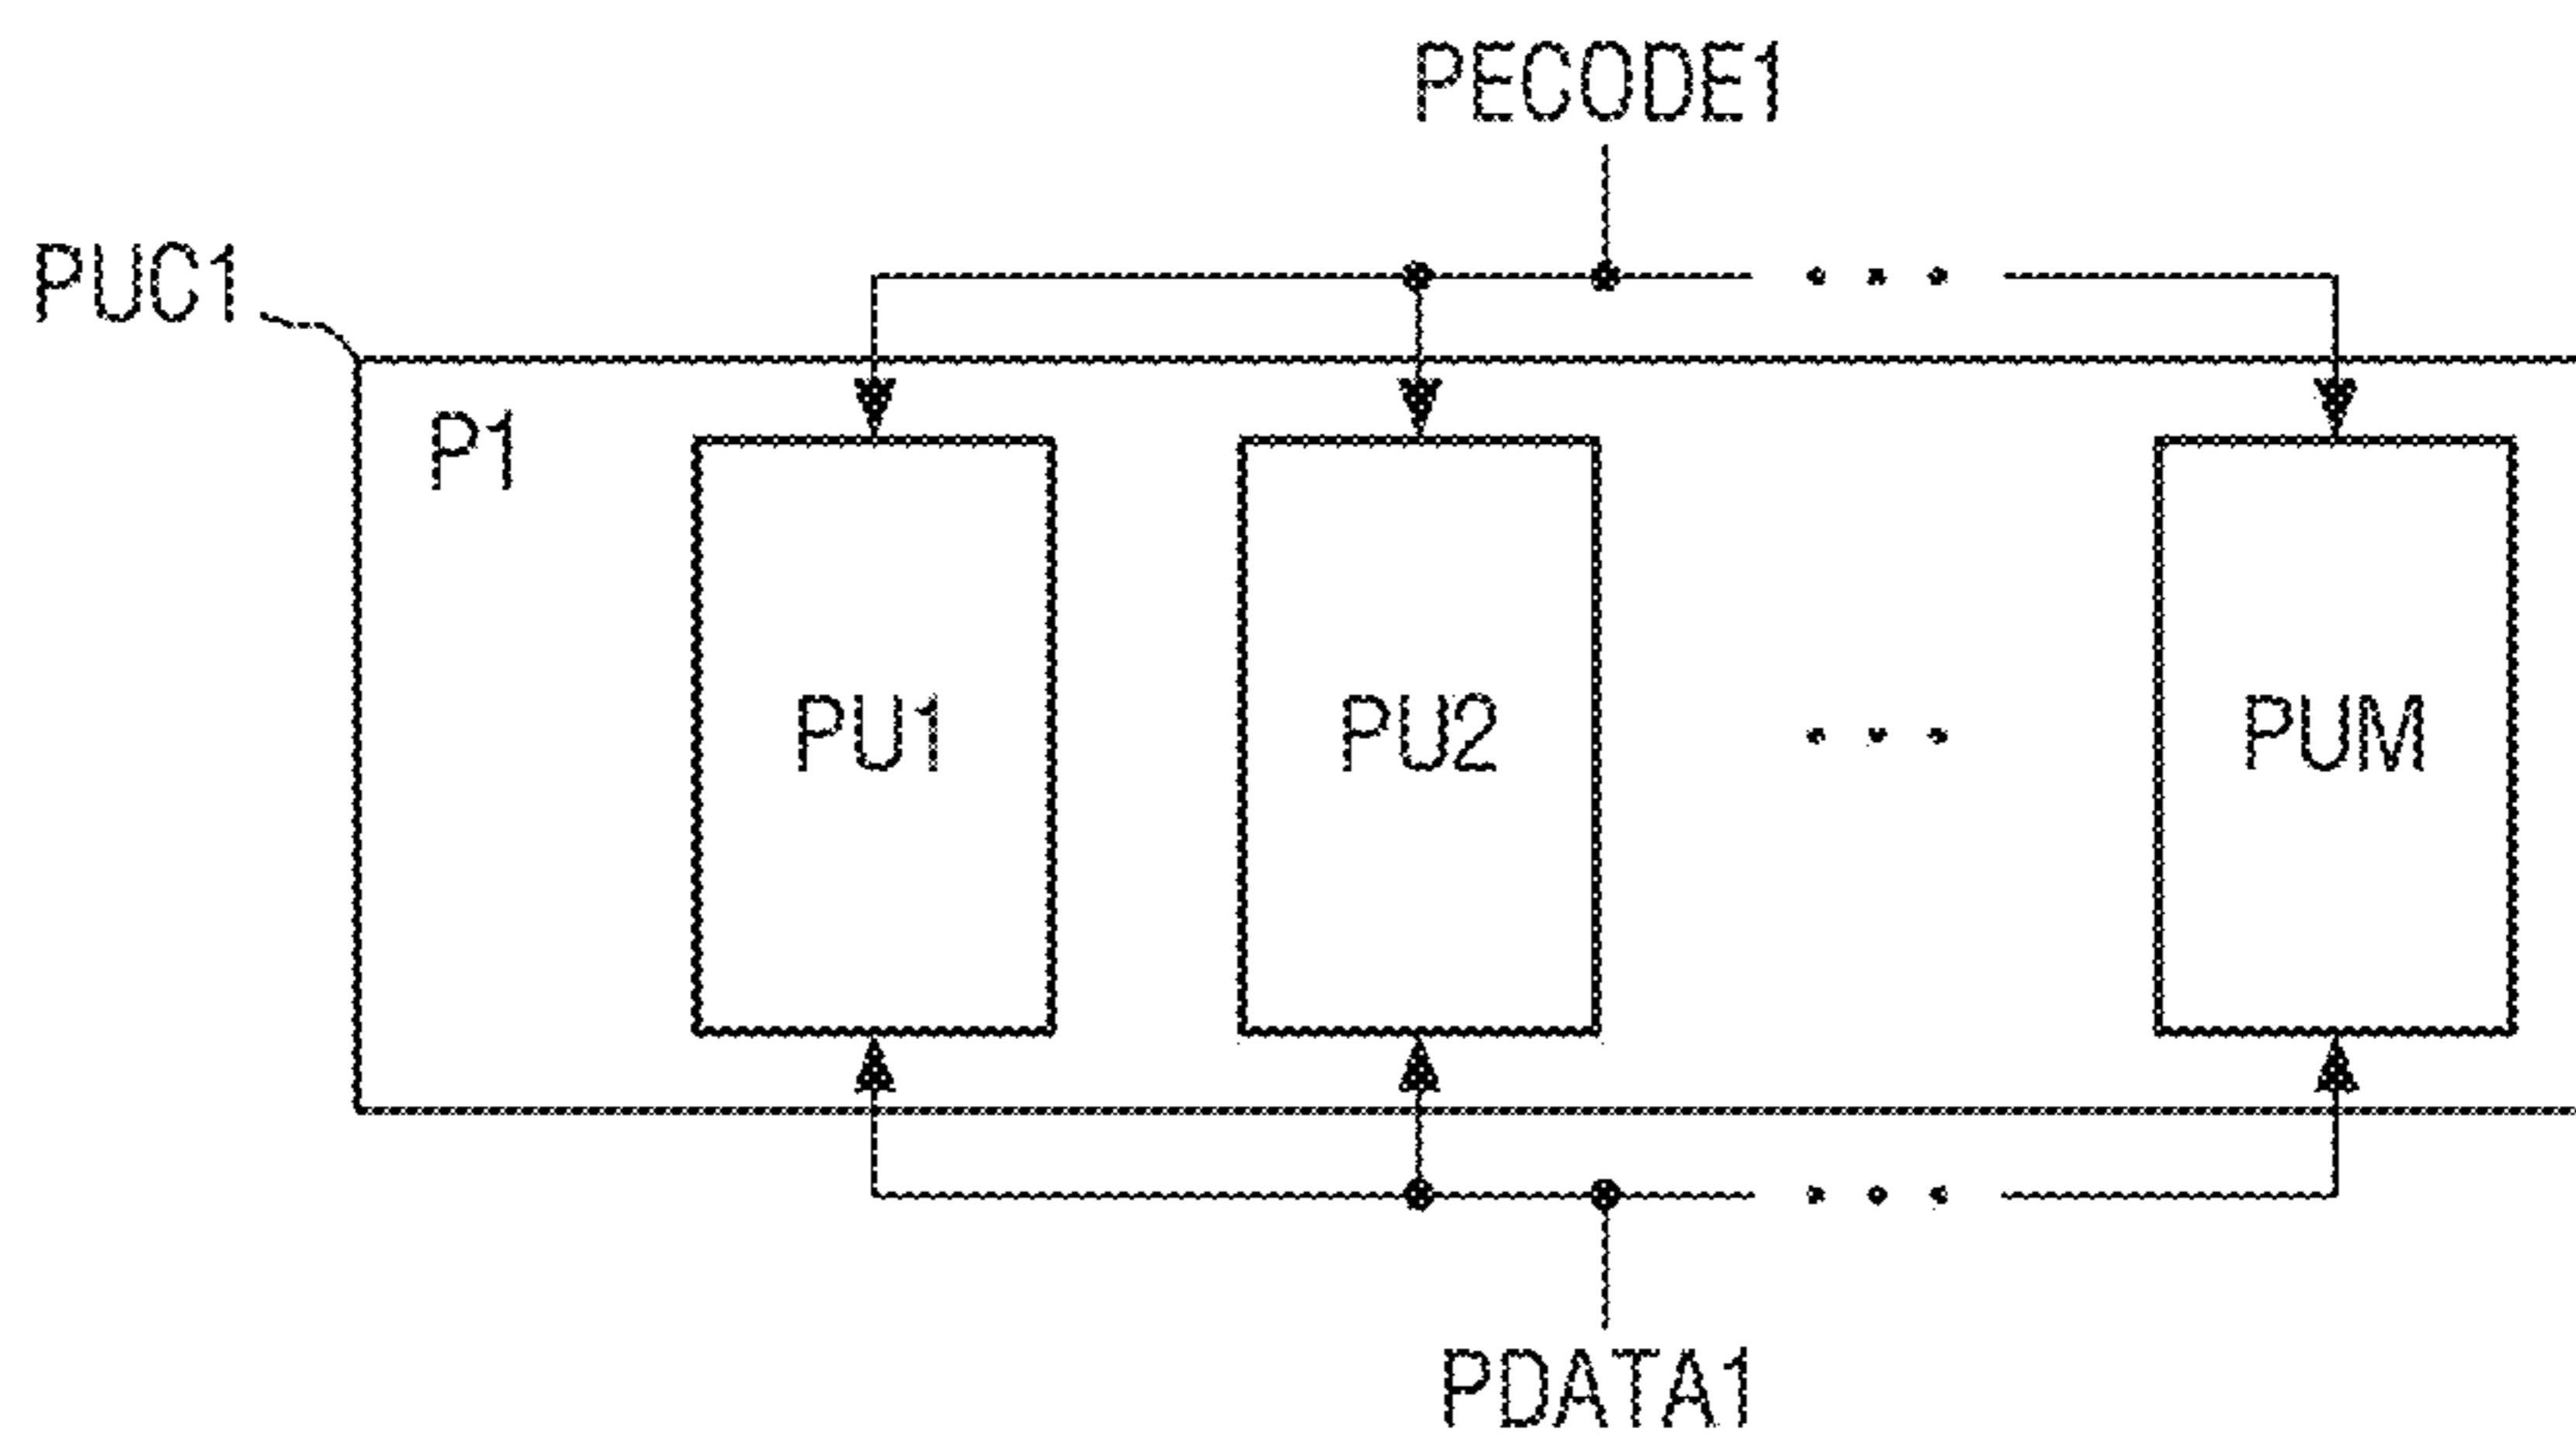 PECODE1
PUC1
P1
PU1
PU2
• • •
PUM
PDATA1